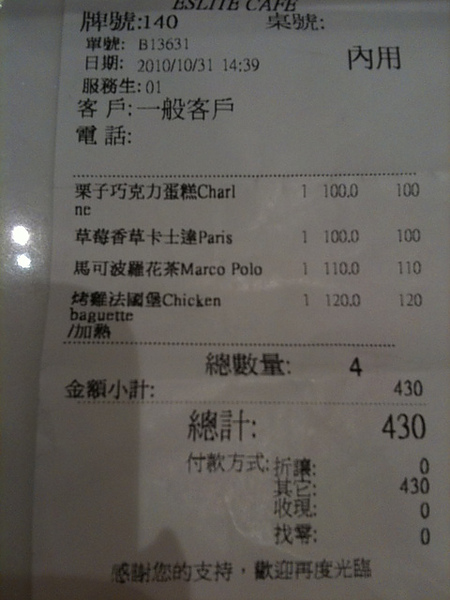 ESLITE CAFE
牌號:140 桌號:
單號: B13631
日期: 2010/10/31 14:39 內用
服務生:01
客戶:一般客戶
電話:
栗子巧克力蛋糕Charl 1 100.0 100
ne
草莓香草卡士達Paris 1 100.0 100
馬可波羅花茶Marco Polo 1 110.0 110
烤雞法國堡Chicken 1 120.0 120
baguette
/加熱
總數量: 4
金額小計: 430
總計: 430
付款方式:折讓: 0
其它: 430
收現: 0
找零: 0
感謝您的支持，歡迎再度光臨